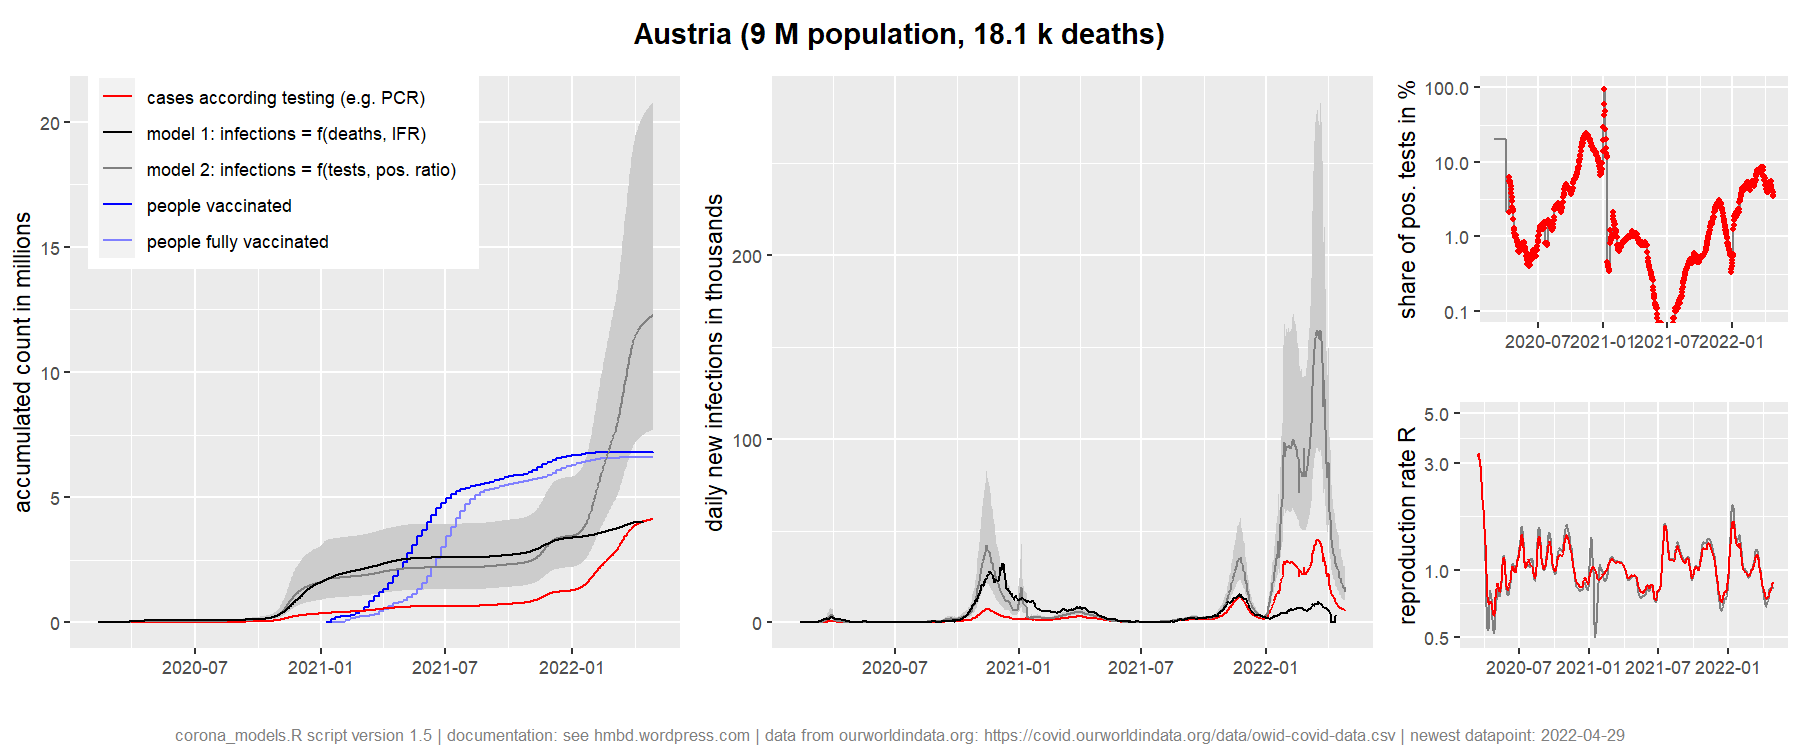 Austria (9 M population, 18.1 k deaths)
cases according testing (e.g. PCR)
model 1: infections = f(deaths, IFR)
model 2: infections = f(tests, pos. ratio)
people vaccinated
people fully vaccinated
accumulated count in millions
20
15
10
5
0
2020-07
2021-01
2021-07
2022-01
daily new infections in thousands
200
100
0
2020-07
2021-01
2021-07
2022-01
share of pos. tests in %
100.0
10.0
1.0
0.1
2020-07
2021-01
2021-07
2022-01
reproduction rate R
5.0
3.0
1.0
0.5
2020-07
2021-01
2021-07
2022-01
corona_models.R script version 1.5 | documentation: see hmbd.wordpress.com | data from ourworldindata.org: https://covid.ourworldindata.org/data/owid-covid-data.csv | newest datapoint: 2022-04-29